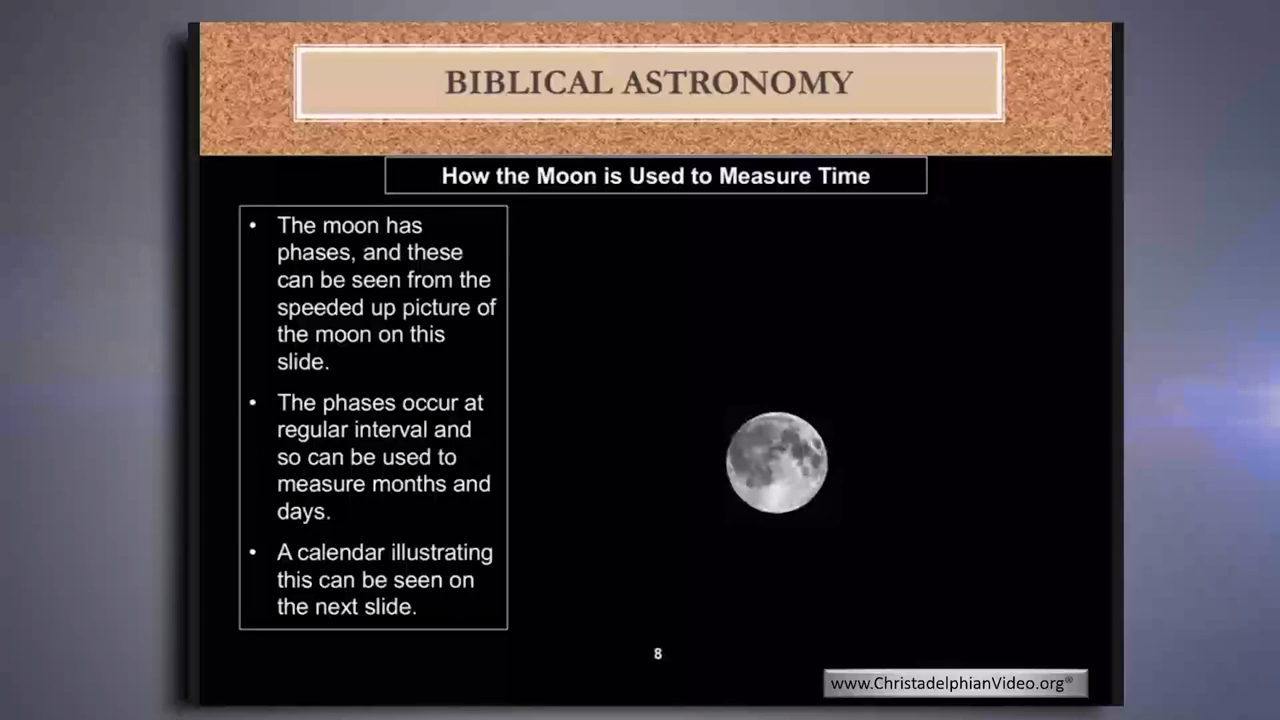 BIBLICAL ASTRONOMY
How the Moon is Used to Measure Time
• The moon has
phases, and these
can be seen from the
speeded up picture of
the moon on this
slide.
• The phases occur at
regular interval and
so can be used to
measure months and
days.
• A calendar illustrating
this can be seen on
the next slide.
8
www.ChristadelphianVideo.org®